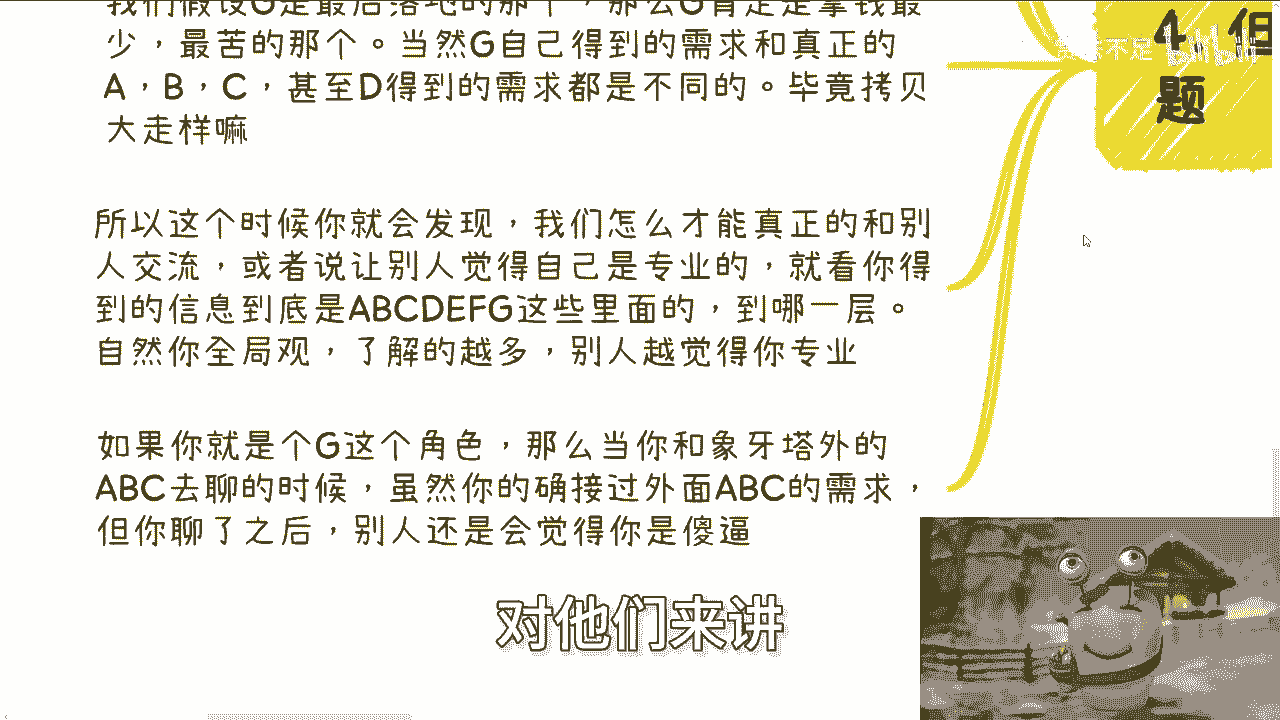 我们假设G是最后落地的那个，那么G肯定是拿钱最
少，最苦的那个。当然G自己得到的需求和真正的
A，B，C，甚至D得到的需求都是不同的。毕竟拷贝
大走样嘛
所以这个时候你就会发现，我们怎么才能真正的和别
人交流，或者说让别人觉得自己是专业的，就看你得
到的信息到底是ABCDEFG这些里面的，到哪一层。
自然你全局观，了解的越多，别人越觉得你专业
如果你就是个G这个角色，那么当你和象牙塔外的
ABC去聊的时候，虽然你的确接过外面ABC的需求，
但你聊了之后，别人还是会觉得你是傻逼
4、但
题
不足
bilibili
对他们来讲